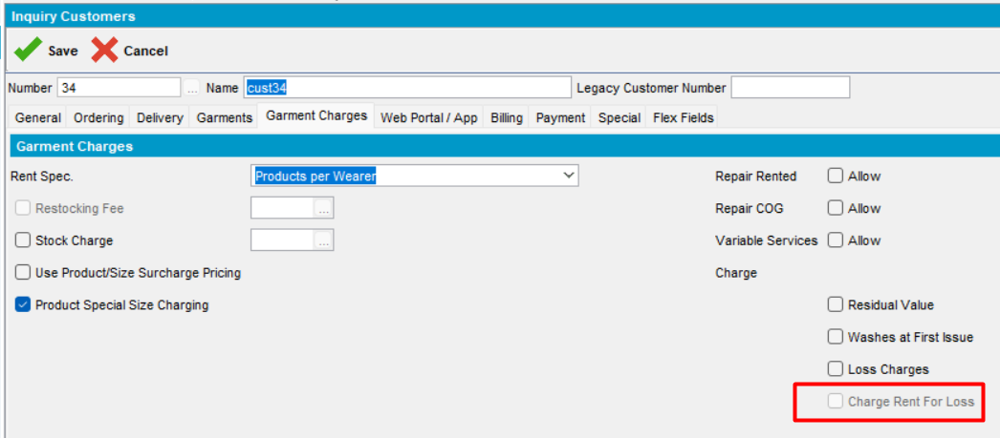 Inquiry Customers
Save Cancel
Number 34 ... Name cust34 Legacy Customer Number
General Ordering Delivery Garments Garment Charges Web Portal / App Billing Payment Special Flex Fields
Garment Charges
Rent Spec. Products per Wearer Repair Rented Allow
Restocking Fee ... Repair COG Allow
Stock Charge ... Variable Services Allow
Use Product/Size Surcharge Pricing Charge
Product Special Size Charging Residual Value
Washes at First Issue
Loss Charges
Charge Rent For Loss